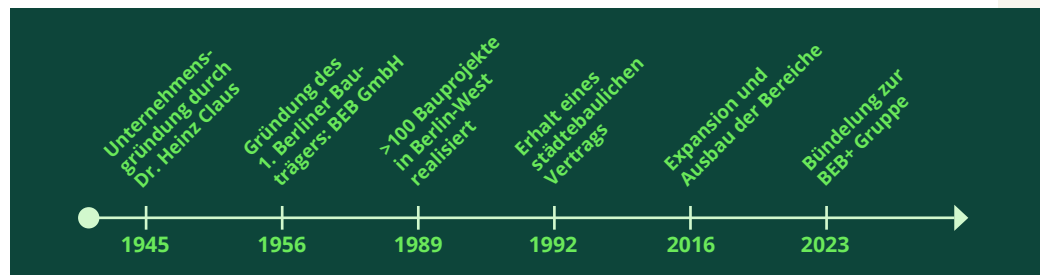 Unternehmens-
gründung durch
Dr. Heinz Claus
Gründung des
1. Berliner Bau-
trägers: BEB GmbH
>100 Bauprojekte
in Berlin-West
realisiert
Erhalt eines
städtebaulichen
Vertrags
Expansion und
Ausbau der Bereiche
Bündelung zur
BEB+ Gruppe
1945
1956
1989
1992
2016
2023